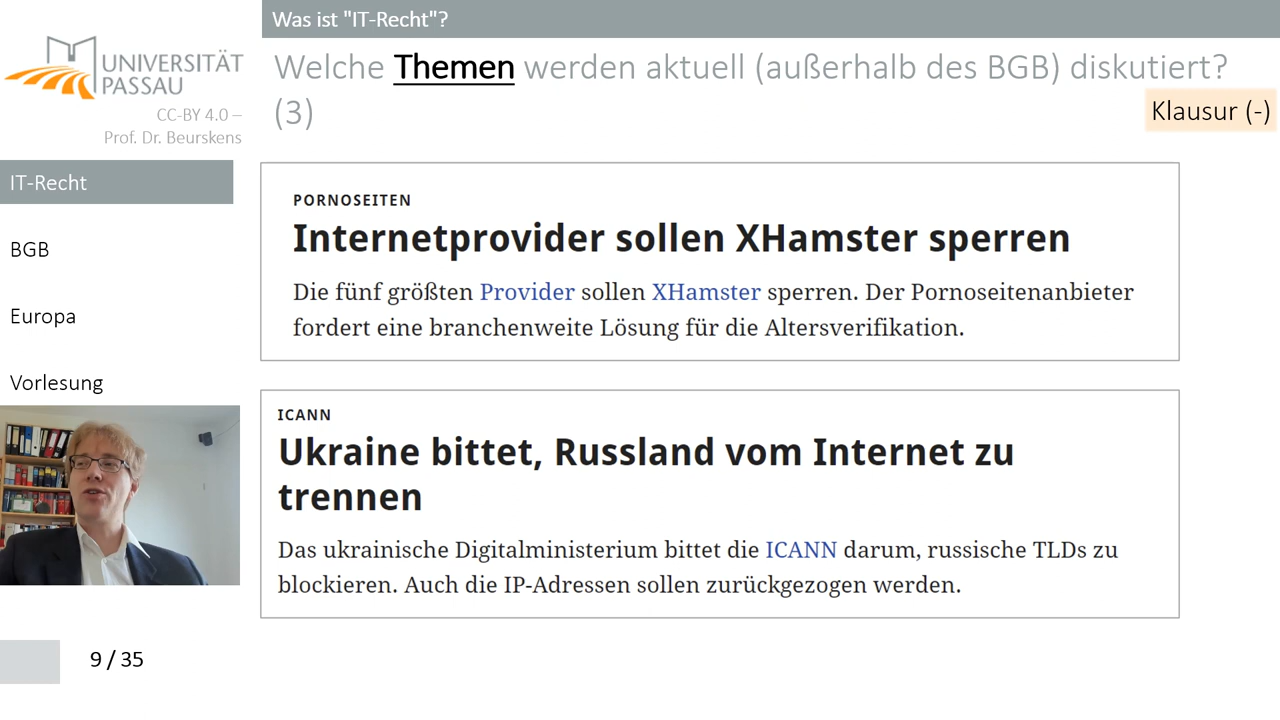 Was ist "IT-Recht"?
UNIVERSITÄT
PASSAU
CC-BY 4.0 –
Prof. Dr. Beurskens
Welche Themen werden aktuell (außerhalb des BGB) diskutiert?
(3)
Klausur (-)
IT-Recht
BGB
Europa
Vorlesung
PORNOSEITEN
Internetprovider sollen XHamster sperren
Die fünf größten Provider sollen XHamster sperren. Der Pornoseitenanbieter
fordert eine branchenweite Lösung für die Altersverifikation.
ICANN
Ukraine bittet, Russland vom Internet zu
trennen
Das ukrainische Digitalministerium bittet die ICANN darum, russische TLDs zu
blockieren. Auch die IP-Adressen sollen zurückgezogen werden.
9 / 35